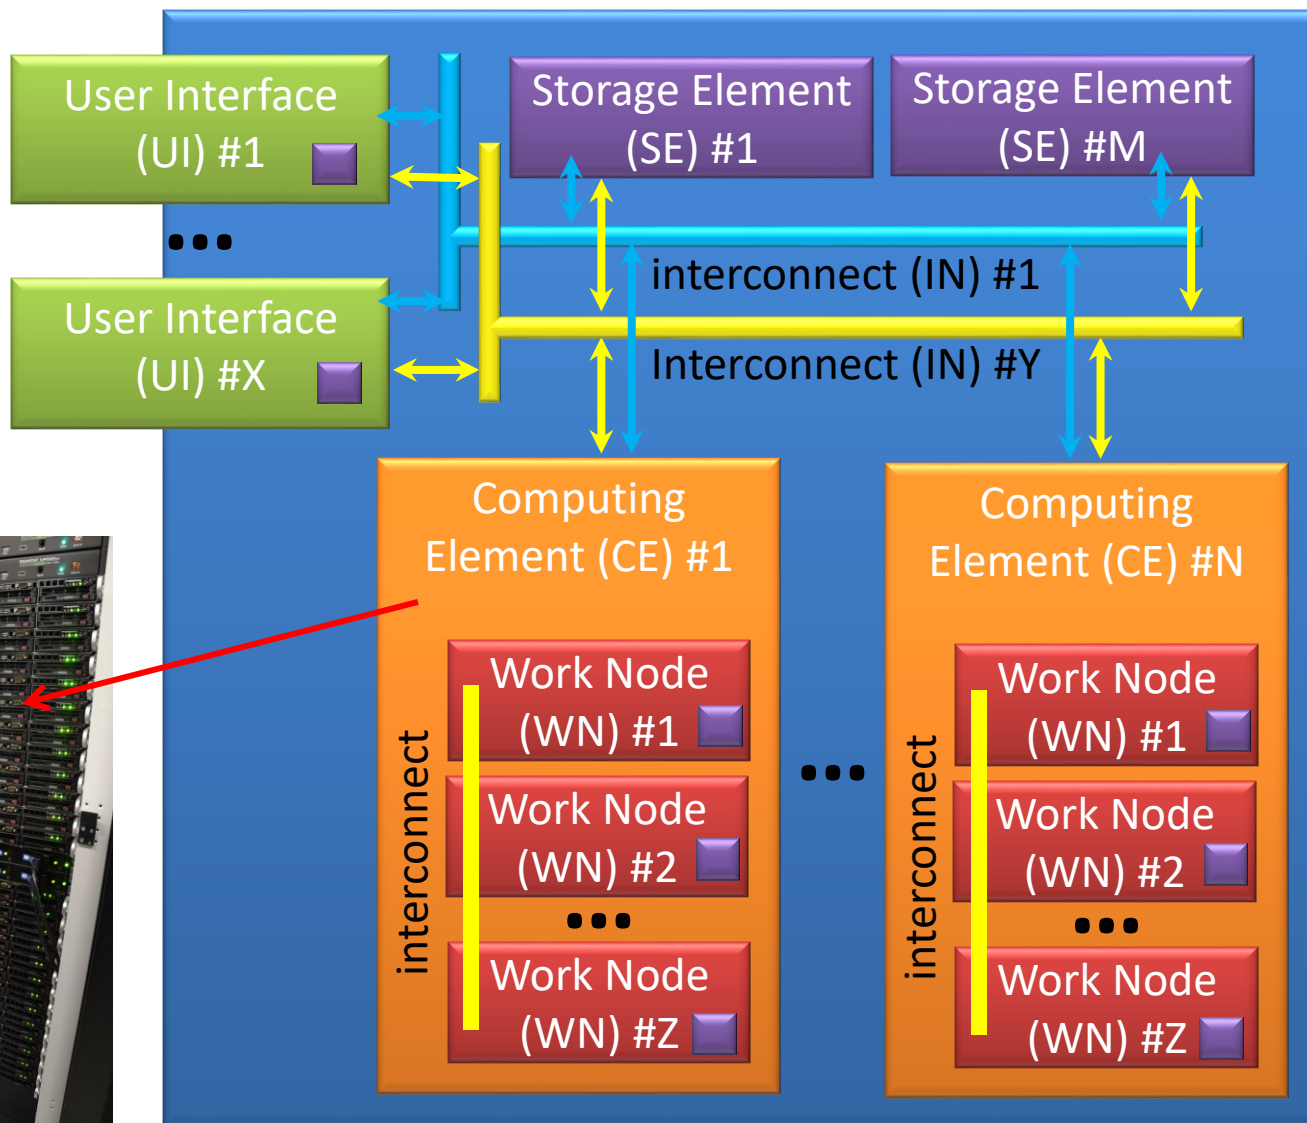 User Interface
(UI) #1
Storage Element
(SE) #1
Storage Element
(SE) #M
...
interconnect (IN) #1
User Interface
(UI) #X
Interconnect (IN) #Y
Computing
Element (CE) #1
interconnect
Work Node
(WN) #1
Work Node
(WN) #2
...
Work Node
(WN) #Z
...
Computing
Element (CE) #N
interconnect
Work Node
(WN) #1
Work Node
(WN) #2
...
Work Node
(WN) #Z